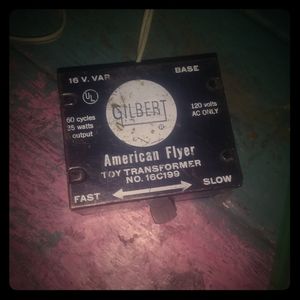 16 V. VAR BASE
UL
GILBERT
®
60 cycles
25 watts
output
120 volts
AC ONLY
American Flyer
TOY TRANSFORMER
NO. 16C199
FAST SLOW